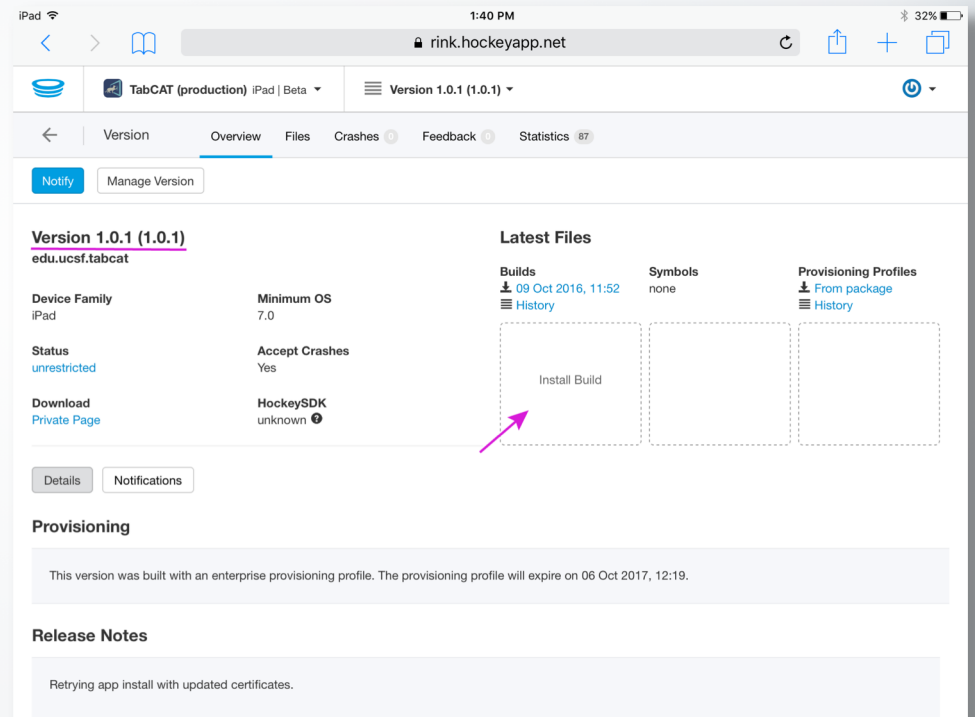 iPad 1:40 PM 32%
rink.hockeyapp.net
TabCAT (production) iPad | Beta Version 1.0.1 (1.0.1)
Version Overview Files Crashes 0 Feedback 0 Statistics 87
Notify Manage Version
Version 1.0.1 (1.0.1)
edu.ucsf.tabcat
Device Family
iPad
Minimum OS
7.0
Status
unrestricted
Accept Crashes
Yes
Download
Private Page
HockeySDK
unknown ?
Latest Files
Builds
09 Oct 2016, 11:52
History
Install Build
Symbols
none
Provisioning Profiles
From package
History
Details Notifications
Provisioning
This version was built with an enterprise provisioning profile. The provisioning profile will expire on 06 Oct 2017, 12:19.
Release Notes
Retrying app install with updated certificates.